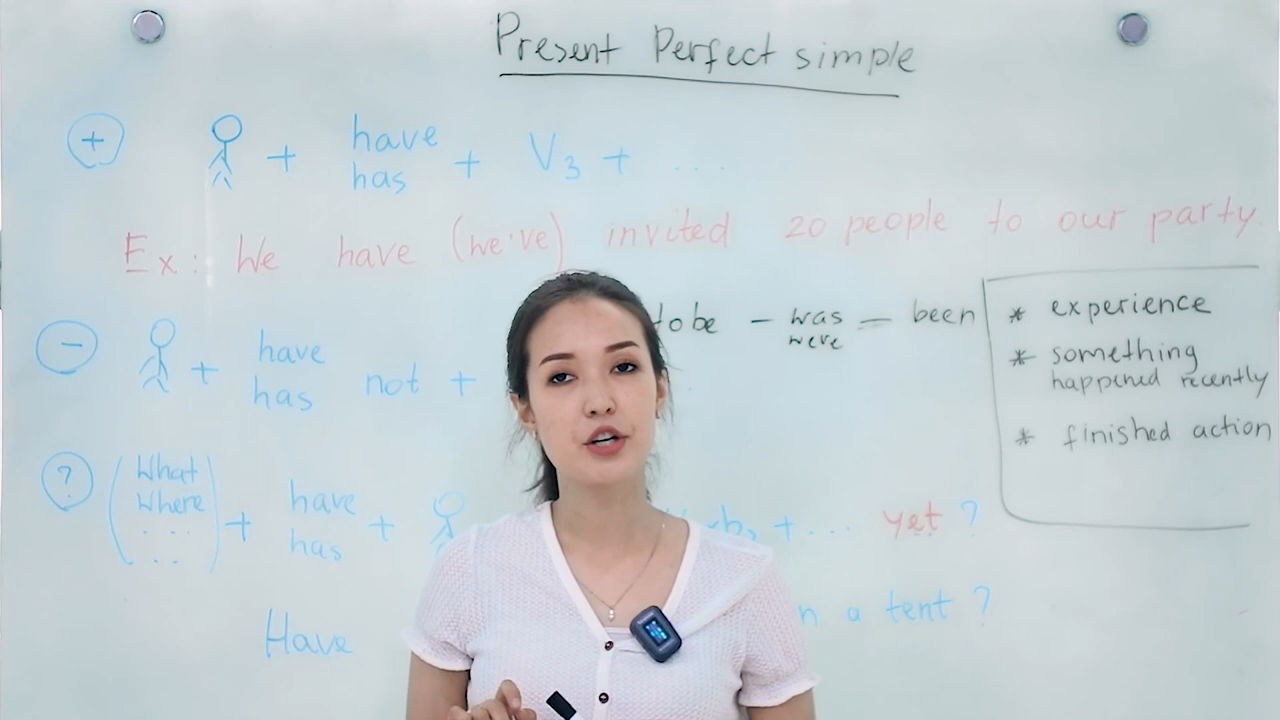 Present Perfect simple
+ + have has + V3 + ....
Ex: We have (we've) invited 20 people to our party.
to be - was were - been
- + have has not +
? (What Where ... ..) + have has + + ... yet ?
Have a tent ?
* experience
* something happened recently
* finished action